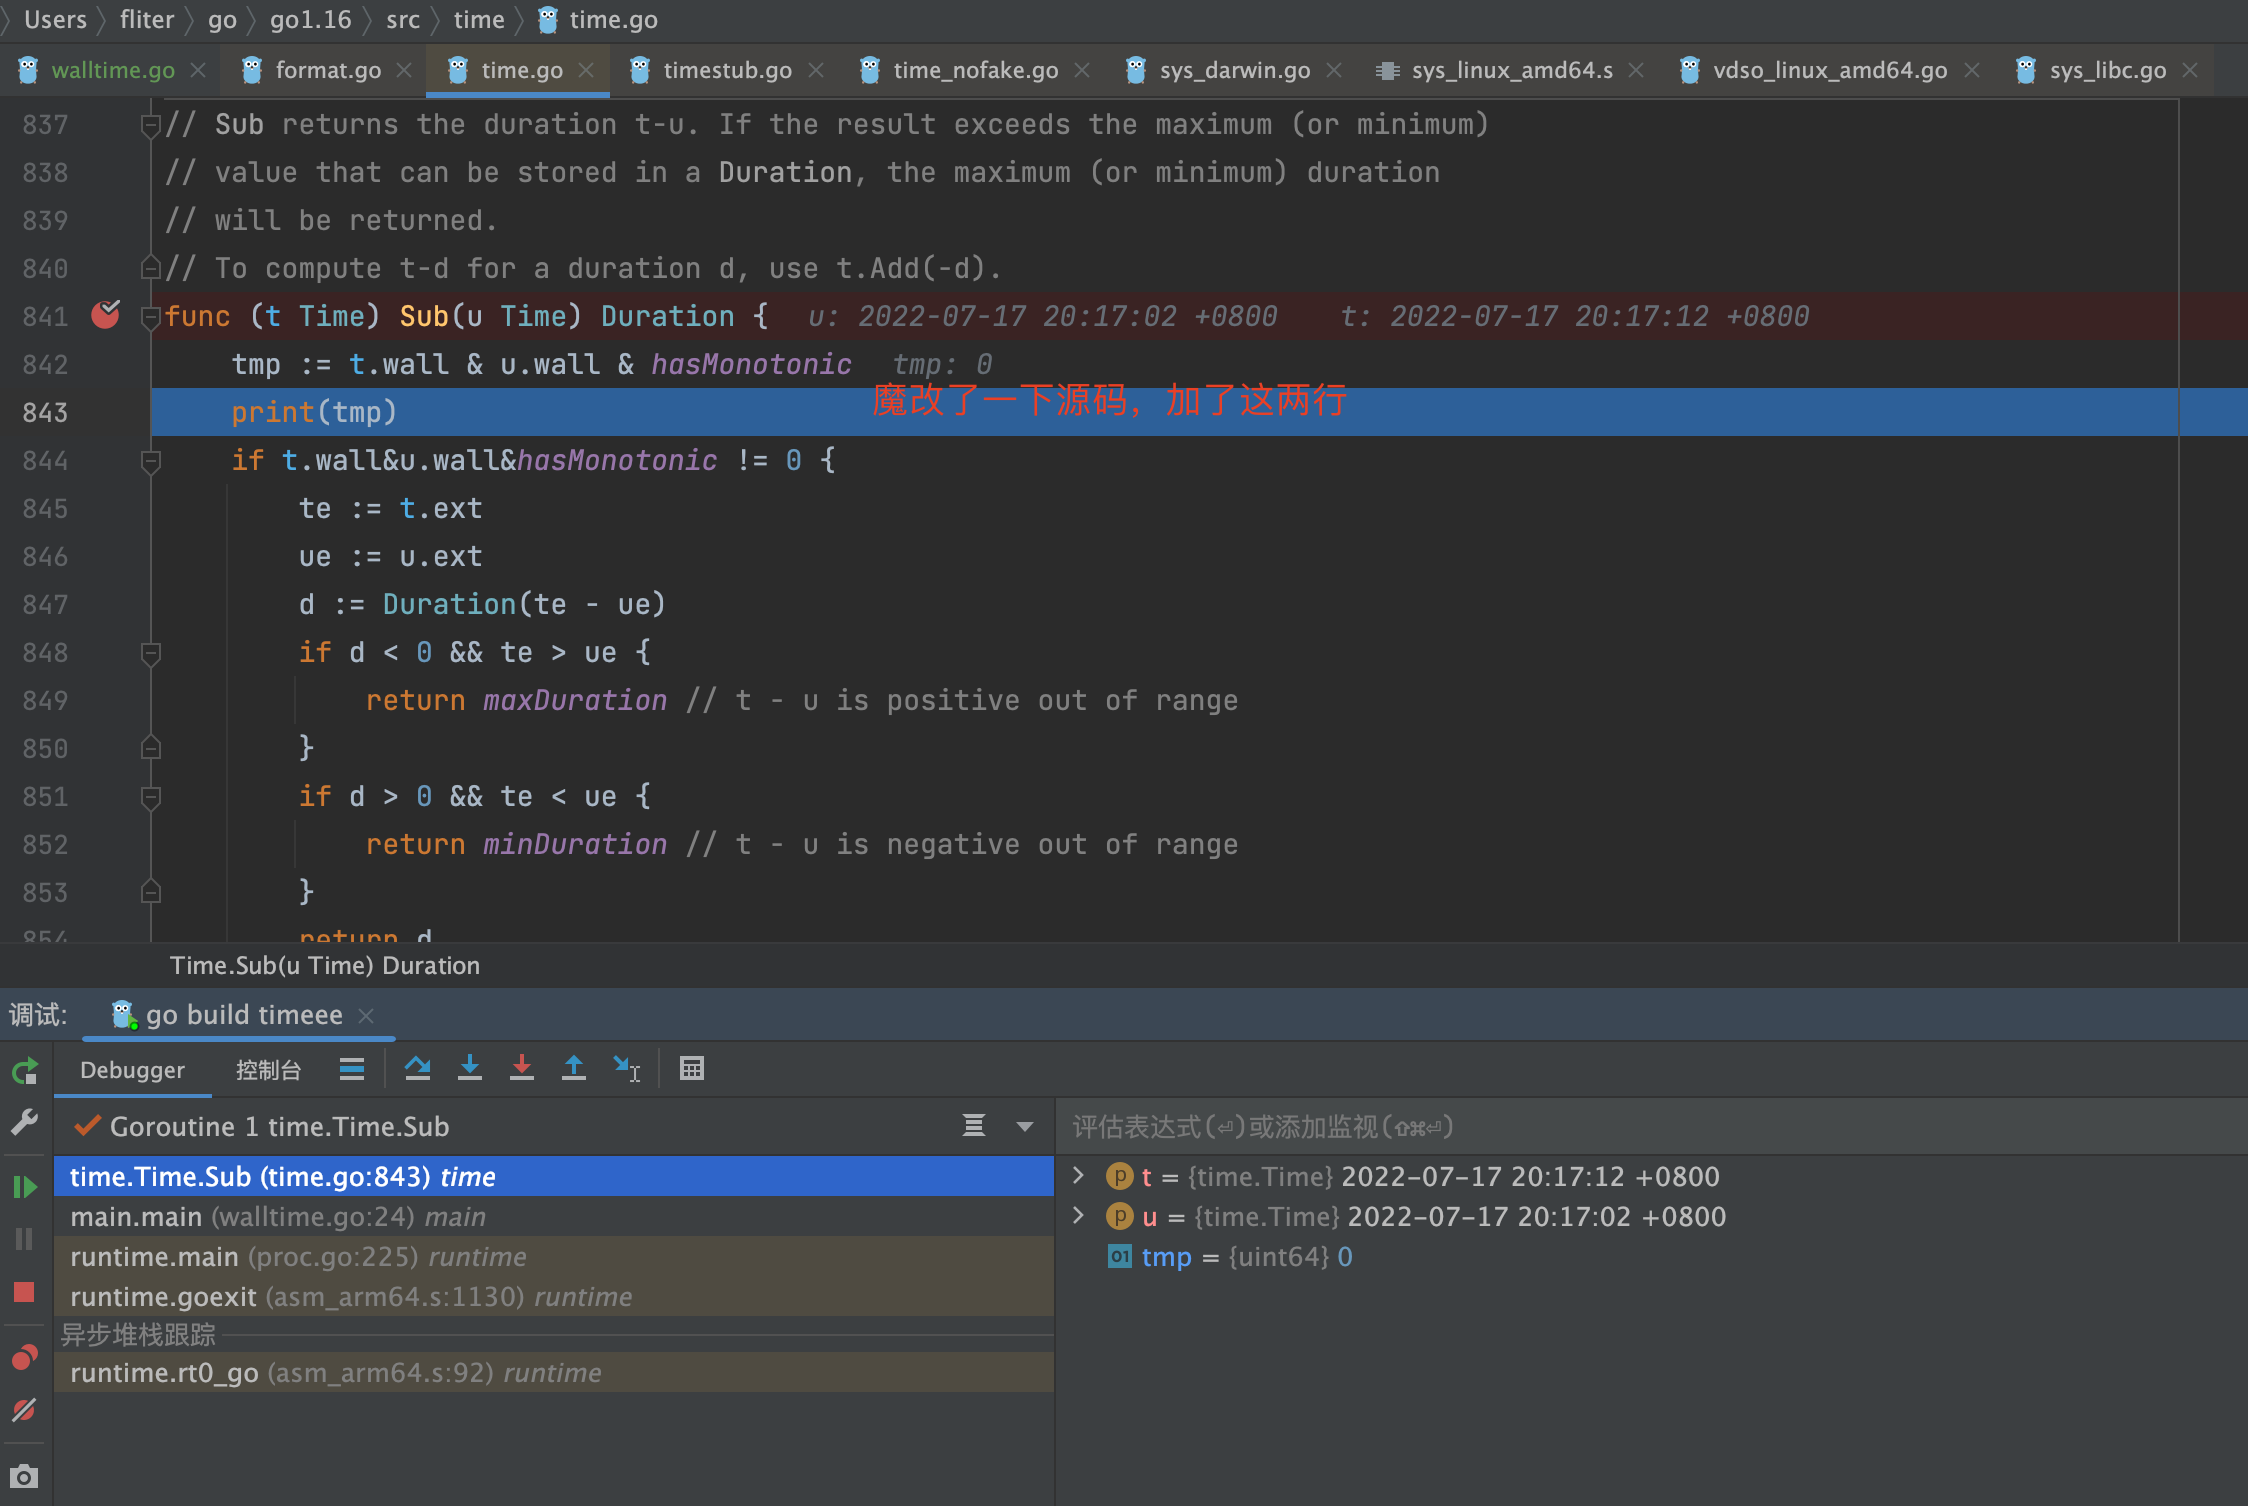 Users fliter go go1.16 src time time.go
walltime.go format.go time.go timestub.go time_nofake.go sys_darwin.go sys_linux_amd64.s vdso_linux_amd64.go sys_libc.go
837 // Sub returns the duration t-u. If the result exceeds the maximum (or minimum)
838 // value that can be stored in a Duration, the maximum (or minimum) duration
839 // will be returned.
840 // To compute t-d for a duration d, use t.Add(-d).
841 func (t Time) Sub(u Time) Duration { u: 2022-07-17 20:17:02 +0800 t: 2022-07-17 20:17:12 +0800
842 tmp := t.wall & u.wall & hasMonotonic tmp: 0
魔改了一下源码，加了这两行
843 print(tmp)
844 if t.wall&u.wall&hasMonotonic != 0 {
845 te := t.ext
846 ue := u.ext
847 d := Duration(te - ue)
848 if d < 0 && te > ue {
849 return maxDuration // t - u is positive out of range
850 }
851 if d > 0 && te < ue {
852 return minDuration // t - u is negative out of range
853 }
854 return d
Time.Sub(u Time) Duration
调试: go build timeee
Debugger 控制台
Goroutine 1 time.Time.Sub
评估表达式(⏎)或添加监视(⇧⌘⏎)
time.Time.Sub (time.go:843) time
main.main (walltime.go:24) main
runtime.main (proc.go:225) runtime
runtime.goexit (asm_arm64.s:1130) runtime
异步堆栈跟踪
runtime.rt0_go (asm_arm64.s:92) runtime
p t = {time.Time} 2022-07-17 20:17:12 +0800
p u = {time.Time} 2022-07-17 20:17:02 +0800
01 tmp = {uint64} 0